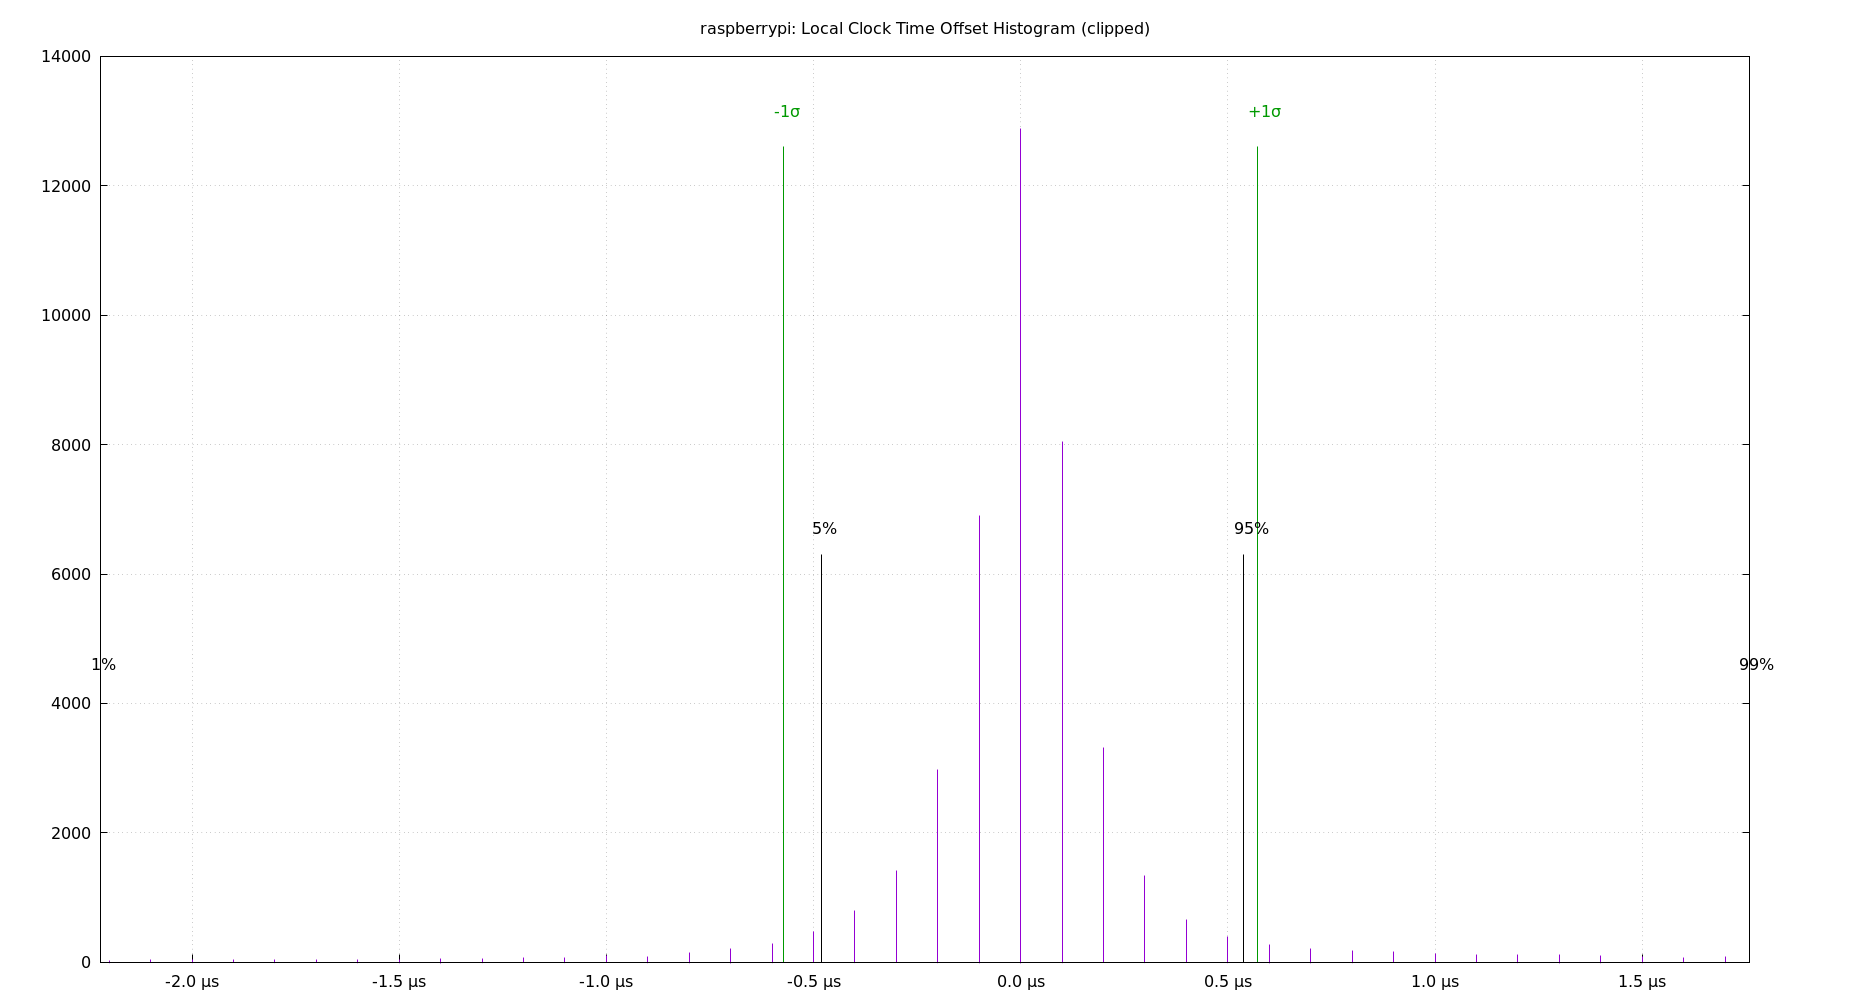 raspberrypi: Local Clock Time Offset Histogram (clipped)
14000
-1σ
+1σ
12000
10000
8000
5%
95%
6000
1%
99%
4000
2000
0
-2.0 μs
-1.5 μs
-1.0 μs
-0.5 μs
0.0 μs
0.5 μs
1.0 μs
1.5 μs